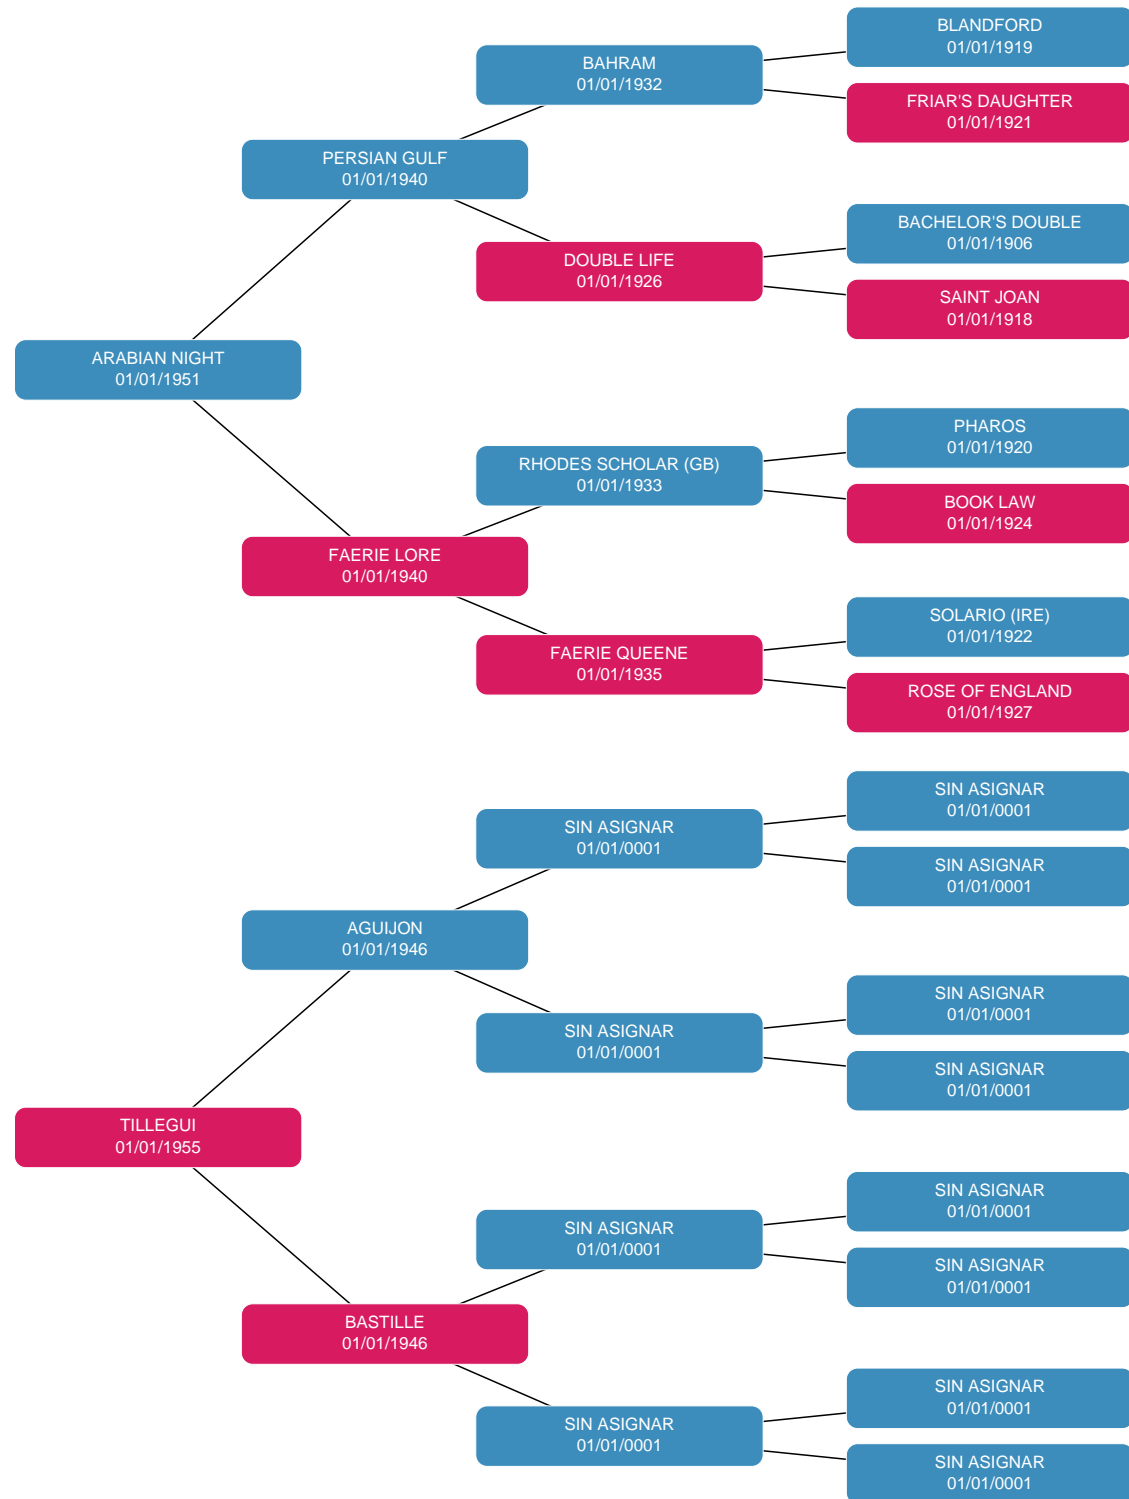 BLANDFORD
01/01/1919
BAHRAM
01/01/1932
FRIAR'S DAUGHTER
01/01/1921
PERSIAN GULF
01/01/1940
BACHELOR'S DOUBLE
01/01/1906
DOUBLE LIFE
01/01/1926
SAINT JOAN
01/01/1918
ARABIAN NIGHT
01/01/1951
PHAROS
01/01/1920
RHODES SCHOLAR (GB)
01/01/1933
BOOK LAW
01/01/1924
FAERIE LORE
01/01/1940
SOLARIO (IRE)
01/01/1922
FAERIE QUEENE
01/01/1935
ROSE OF ENGLAND
01/01/1927
SIN ASIGNAR
01/01/0001
SIN ASIGNAR
01/01/0001
SIN ASIGNAR
01/01/0001
AGUIJON
01/01/1946
SIN ASIGNAR
01/01/0001
SIN ASIGNAR
01/01/0001
SIN ASIGNAR
01/01/0001
TILLEGUI
01/01/1955
SIN ASIGNAR
01/01/0001
SIN ASIGNAR
01/01/0001
SIN ASIGNAR
01/01/0001
BASTILLE
01/01/1946
SIN ASIGNAR
01/01/0001
SIN ASIGNAR
01/01/0001
SIN ASIGNAR
01/01/0001